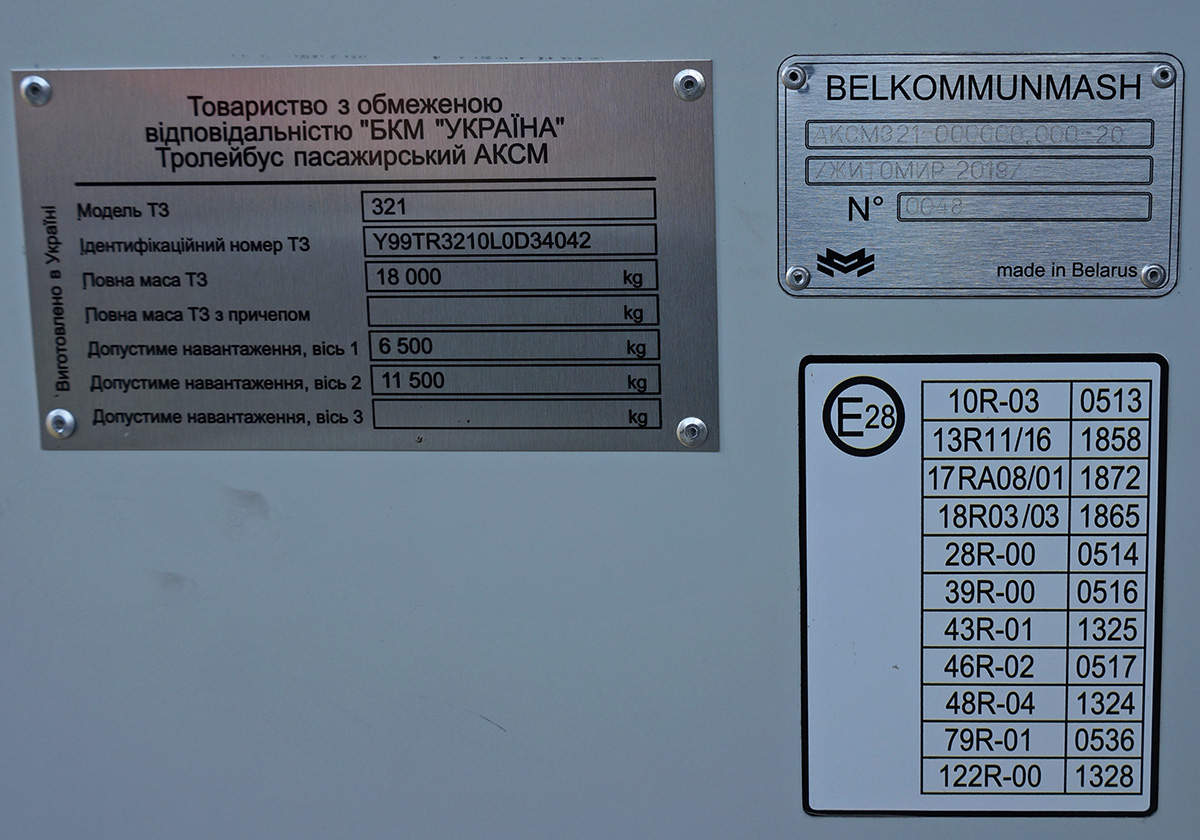 Товариство з обмеженою
відповідальністю "БКМ "УКРАЇНА"
Тролейбус пасажирський АКСМ
Виготовлено в Україні
Модель ТЗ 321
Ідентифікаційний номер ТЗ Y99TR3210L0D34042
Повна маса ТЗ 18 000 kg
Повна маса ТЗ з причепом kg
Допустиме навантаження, вісь 1 6 500 kg
Допустиме навантаження, вісь 2 11 500 kg
Допустиме навантаження, вісь 3 kg
BELKOMMUNMASH
АКСМ321-000000.000-20
/ЖИТОМИР 2019/
N° 0048
made in Belarus
E28
10R-03 0513
13R11/16 1858
17RA08/01 1872
18R03/03 1865
28R-00 0514
39R-00 0516
43R-01 1325
46R-02 0517
48R-04 1324
79R-01 0536
122R-00 1328